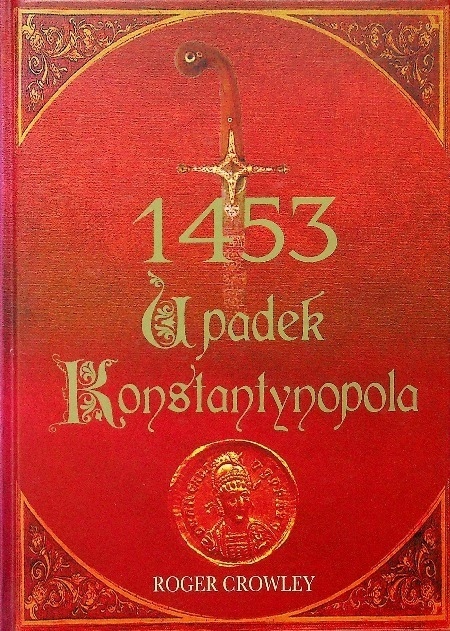 1453
Upadek
Konstantynopola
ROGER CROWLEY